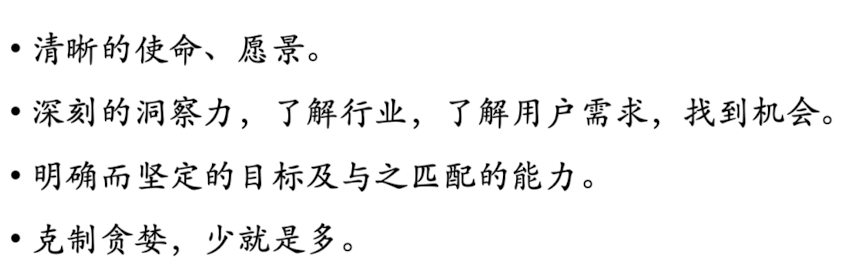 • 清晰的使命、愿景。
• 深刻的洞察力，了解行业，了解用户需求，找到机会。
• 明确而坚定的目标及与之匹配的能力。
• 克制贪婪，少就是多。